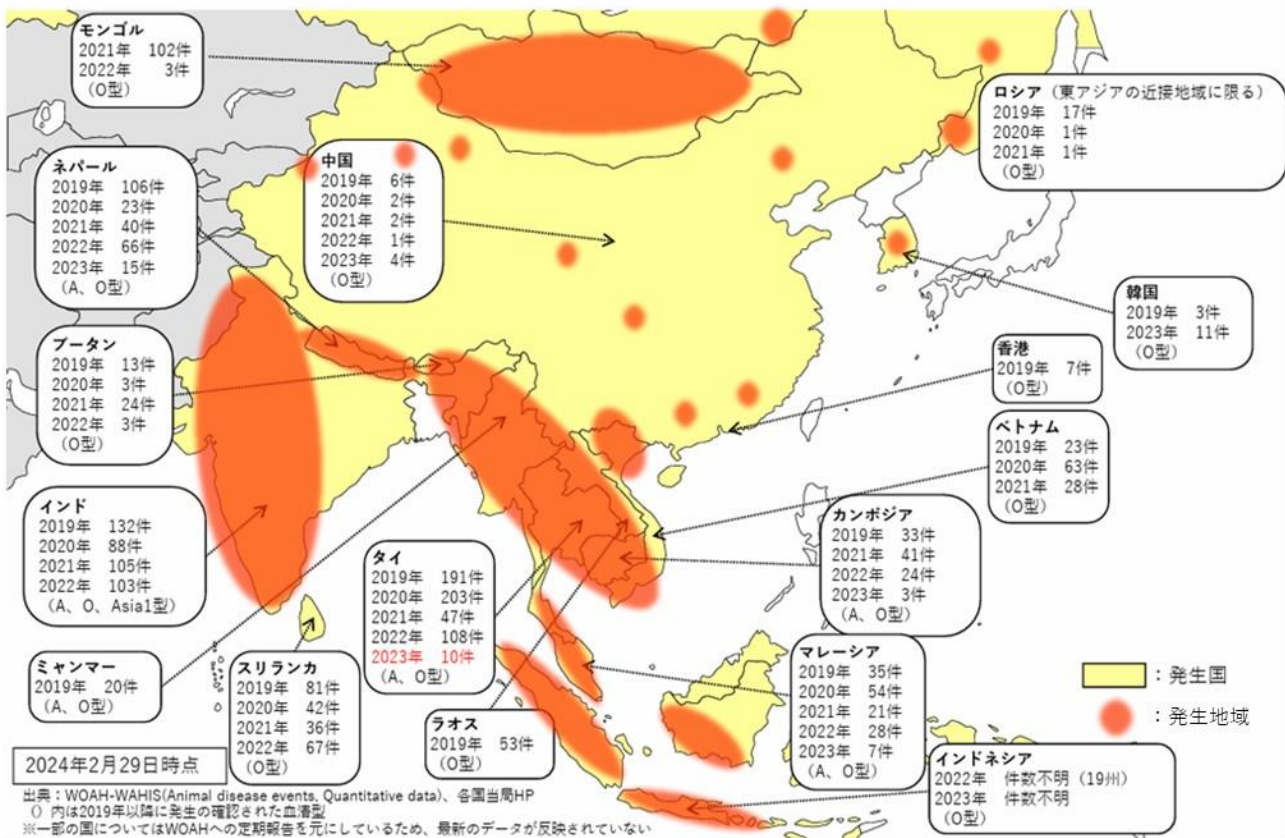 モンゴル
2021年 102件
2022年 3件
(O型)
ロシア (東アジアの近接地域に限る)
2019年 17件
2020年 1件
2021年 1件
(O型)
ネパール
2019年 106件
2020年 23件
2021年 40件
2022年 66件
2023年 15件
(A、O型)
中国
2019年 6件
2020年 2件
2021年 2件
2022年 1件
2023年 4件
(O型)
韓国
2019年 3件
2023年 11件
(O型)
ブータン
2019年 13件
2020年 3件
2021年 24件
2022年 3件
(O型)
香港
2019年 7件
(O型)
ベトナム
2019年 23件
2020年 63件
2021年 28件
(O型)
インド
2019年 132件
2020年 88件
2021年 105件
2022年 103件
(A、O、Asia1型)
タイ
2019年 191件
2020年 203件
2021年 47件
2022年 108件
2023年 10件
(A、O型)
カンボジア
2019年 33件
2021年 41件
2022年 24件
2023年 3件
(A、O型)
ミャンマー
2019年 20件
(A、O型)
スリランカ
2019年 81件
2020年 42件
2021年 36件
2022年 67件
(O型)
ラオス
2019年 53件
(O型)
マレーシア
2019年 35件
2020年 54件
2021年 21件
2022年 28件
2023年 7件
(A、O型)
：発生国
：発生地域
インドネシア
2022年 件数不明 (19州)
2023年 件数不明
(O型)
2024年2月29日時点
出典：WOAH-WAHIS(Animal disease events, Quantitative data)、各国当局HP
() 内は2019年以降に発生の確認された血清型
※一部の国についてはWOAHへの定期報告を元にしているため、最新のデータが反映されていない